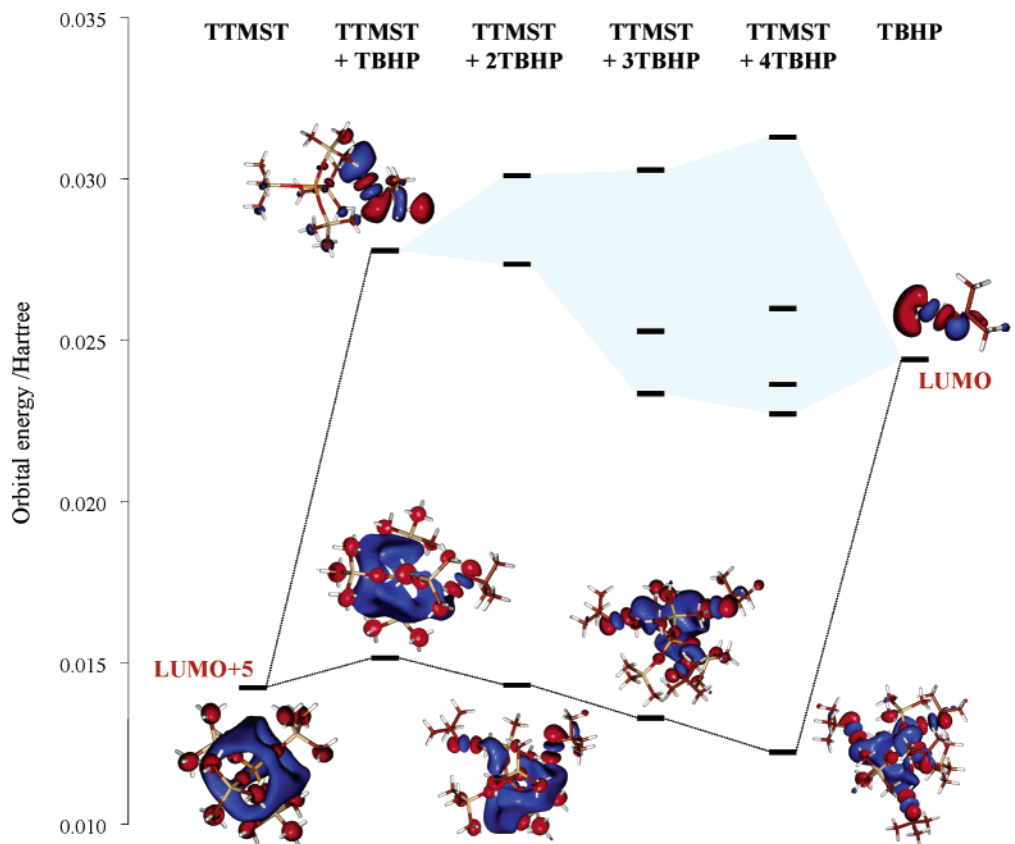 0.035
TTMST
TTMST
+ TBHP
TTMST
+ 2TBHP
TTMST
+ 3TBHP
TTMST
+ 4TBHP
TBHP
0.030
0.025
LUMO
Orbital energy /Hartree
0.020
0.015
LUMO+5
0.010